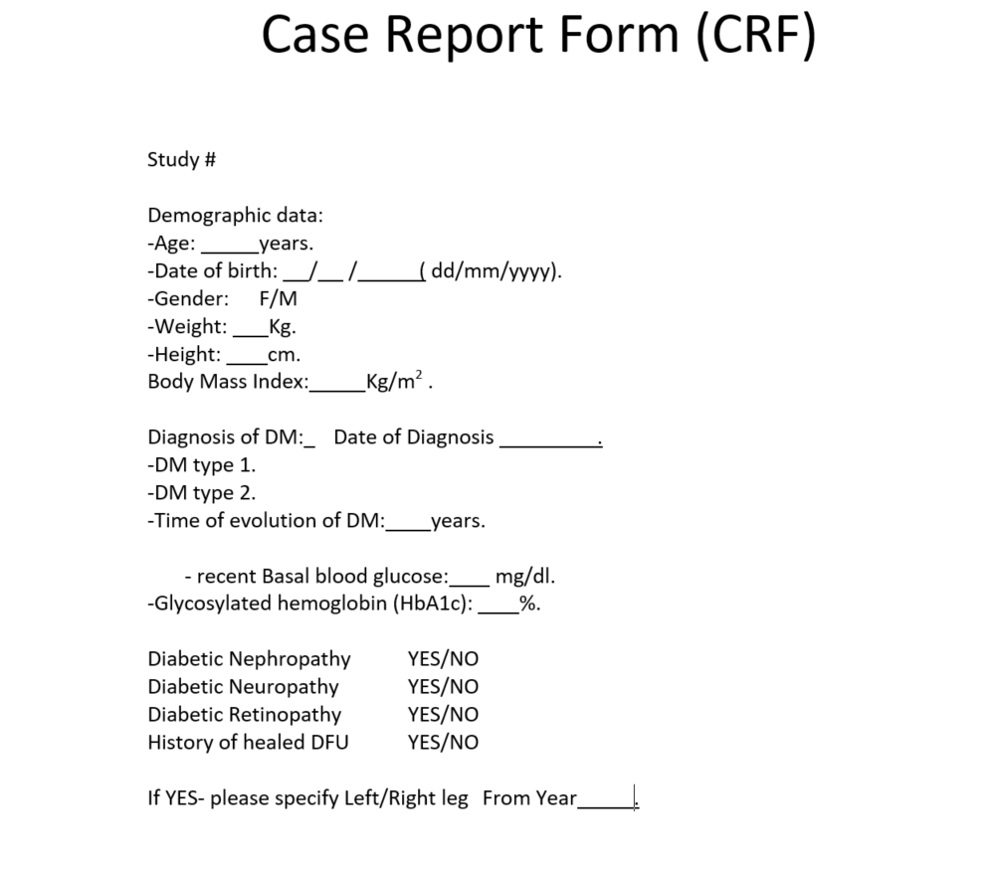 Case Report Form (CRF)
Study #
Demographic data:
-Age: _____years.
-Date of birth: __/__ /_____( dd/mm/yyyy).
-Gender: F/M
-Weight: ___Kg.
-Height: ___cm.
Body Mass Index:_____Kg/m² .
Diagnosis of DM:_ Date of Diagnosis _________.
-DM type 1.
-DM type 2.
-Time of evolution of DM:____years.
- recent Basal blood glucose:___ mg/dl.
-Glycosylated hemoglobin (HbA1c): ___%.
Diabetic Nephropathy YES/NO
Diabetic Neuropathy YES/NO
Diabetic Retinopathy YES/NO
History of healed DFU YES/NO
If YES- please specify Left/Right leg From Year_____.